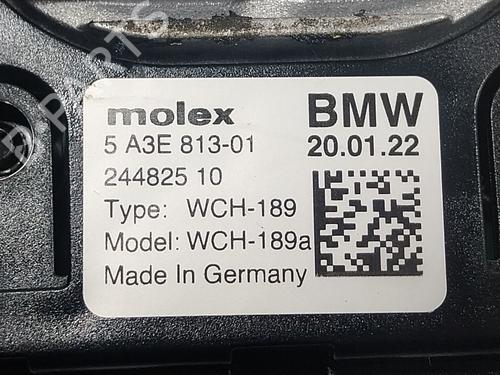 molex BMW
5 A3E 813-01 20.01.22
244825 10
Type: WCH-189
Model: WCH-189a
Made In Germany
PARTS